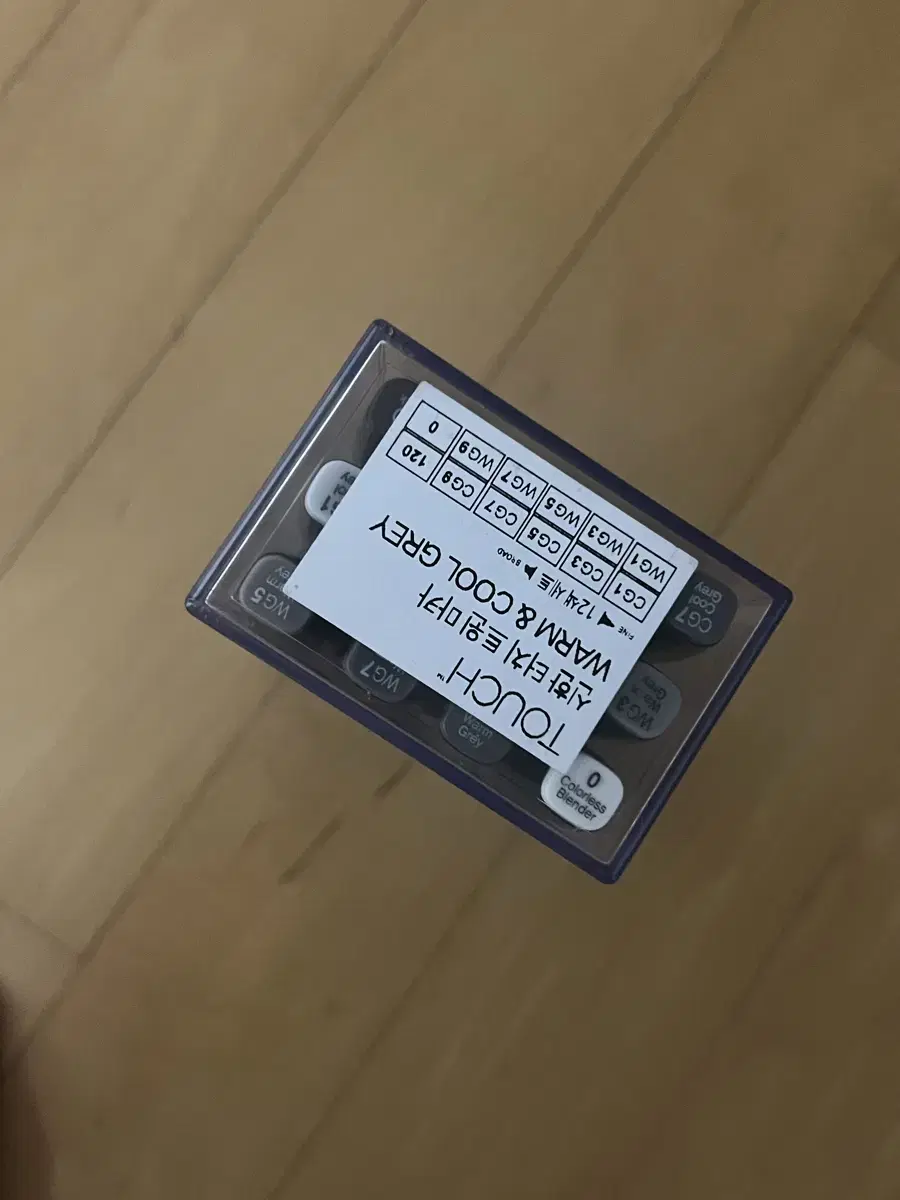 TOUCH™
신한 터치 트윈마카
WARM & COOL GREY
FINE 12색 세트 BROAD
CG1 CG3 CG5 CG7 CG9 120
WG1 WG3 WG5 WG7 WG9 0
CG7
Cool
Grey
WG3
Warm
Grey
0
Colorless
Blender
Warm
Grey
WG7
WG5